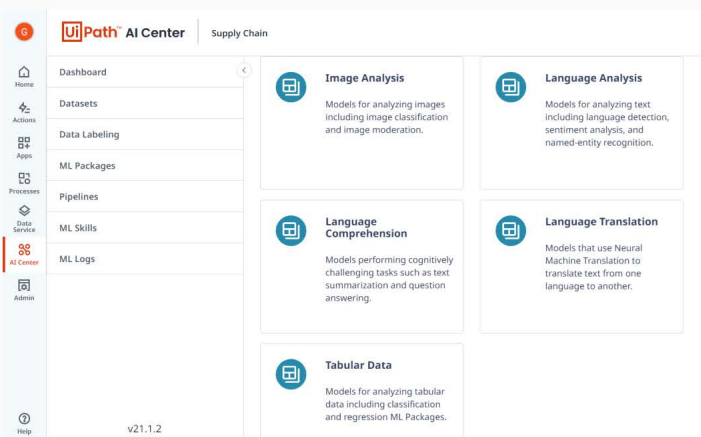 G
UiPath™ AI Center
Supply Chain
Home
Actions
Apps
Processes
Data
Service
AI Center
Admin
Help
Dashboard
Datasets
Data Labeling
ML Packages
Pipelines
ML Skills
ML Logs
v21.1.2
Image Analysis
Models for analyzing images
including image classification
and image moderation.
Language Analysis
Models for analyzing text
including language detection,
sentiment analysis, and
named-entity recognition.
Language
Comprehension
Models performing cognitively
challenging tasks such as text
summarization and question
answering.
Language Translation
Models that use Neural
Machine Translation to
translate text from one
language to another.
Tabular Data
Models for analyzing tabular
data including classification
and regression ML Packages.